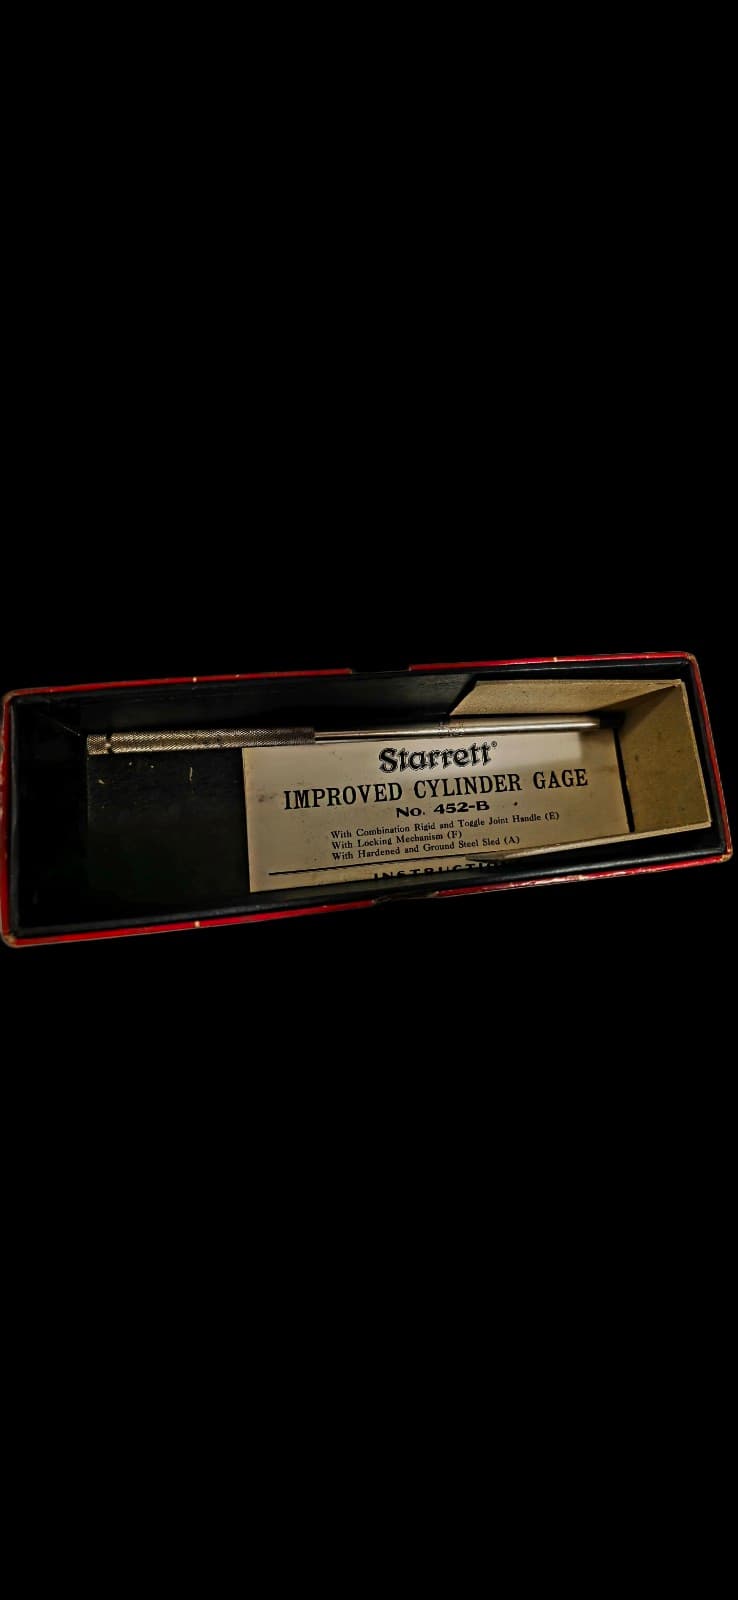 Starrett®
IMPROVED CYLINDER GAGE
No. 452-B
With Combination Rigid and Toggle Joint Handle (E)
With Locking Mechanism (F)
With Hardened and Ground Steel Sled (A)